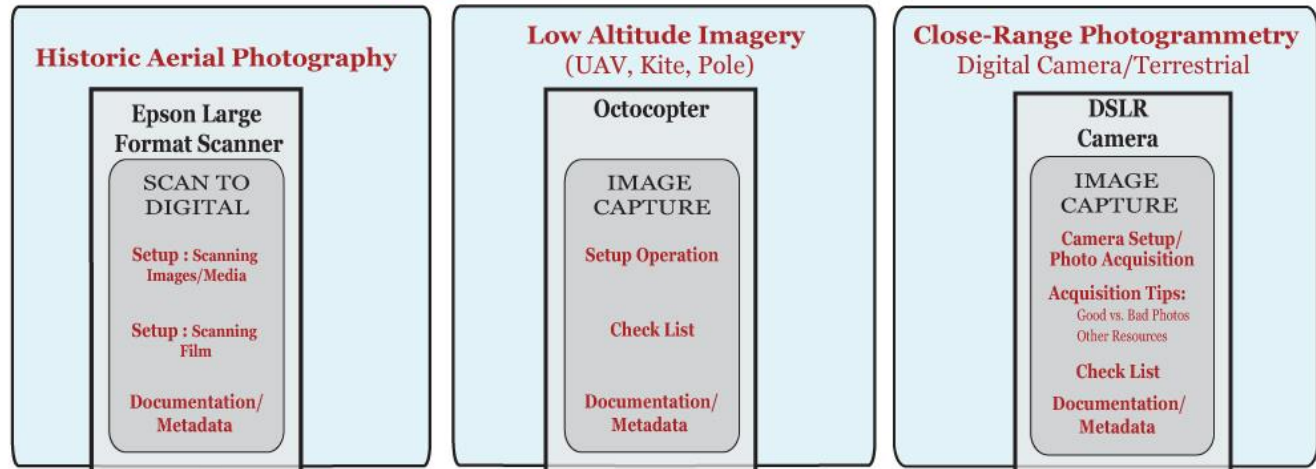 Historic Aerial Photography
Epson Large
Format Scanner
SCAN TO
DIGITAL
Setup : Scanning
Images/Media
Setup : Scanning
Film
Documentation/
Metadata
Low Altitude Imagery
(UAV, Kite, Pole)
Octocopter
IMAGE
CAPTURE
Setup Operation
Check List
Documentation/
Metadata
Close-Range Photogrammetry
Digital Camera/Terrestrial
DSLR
Camera
IMAGE
CAPTURE
Camera Setup/
Photo Acquisition
Acquisition Tips:
Good vs. Bad Photos
Other Resources
Check List
Documentation/
Metadata